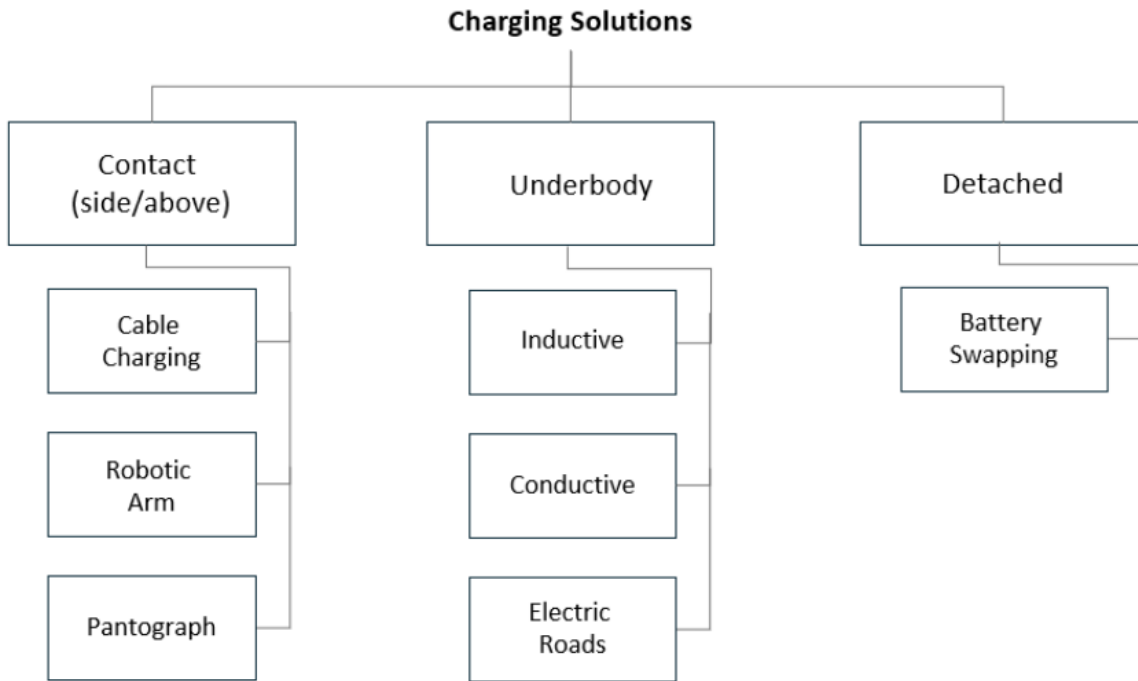 Charging Solutions
Contact
(side/above)
Cable
Charging
Robotic
Arm
Pantograph
Underbody
Inductive
Conductive
Electric
Roads
Detached
Battery
Swapping